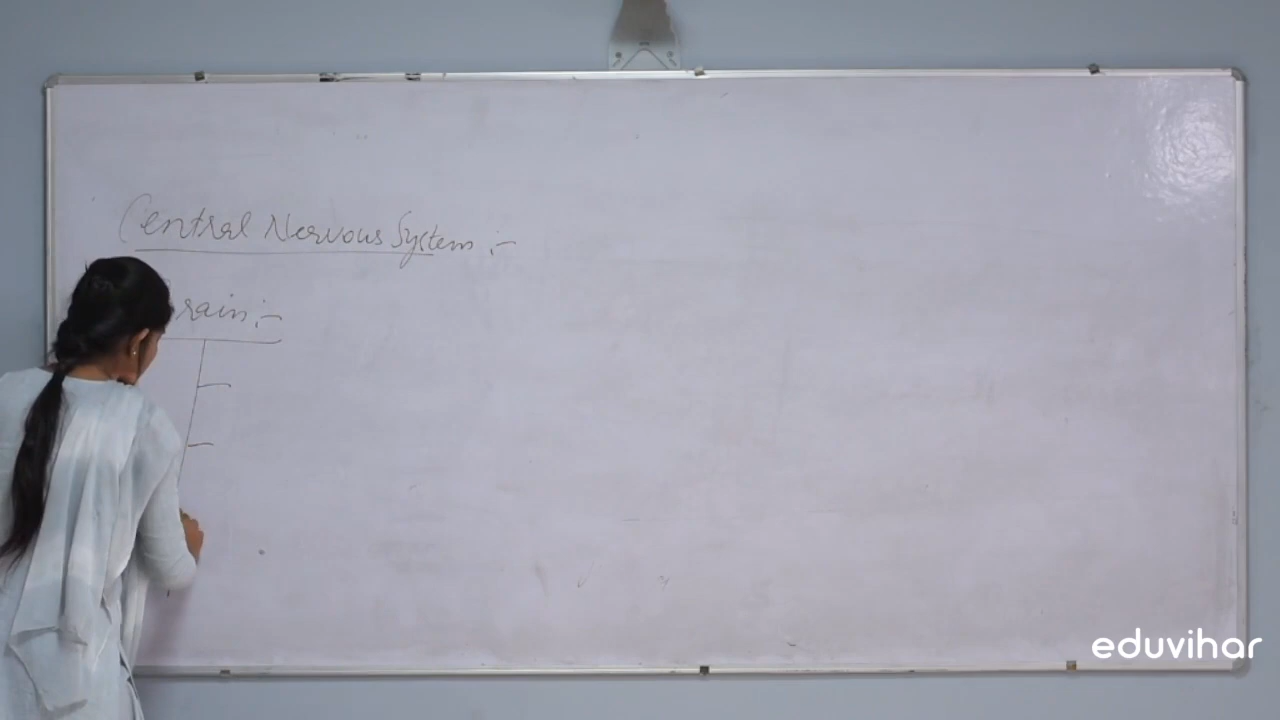 Central Nervous System :-
rain :-
eduvihar